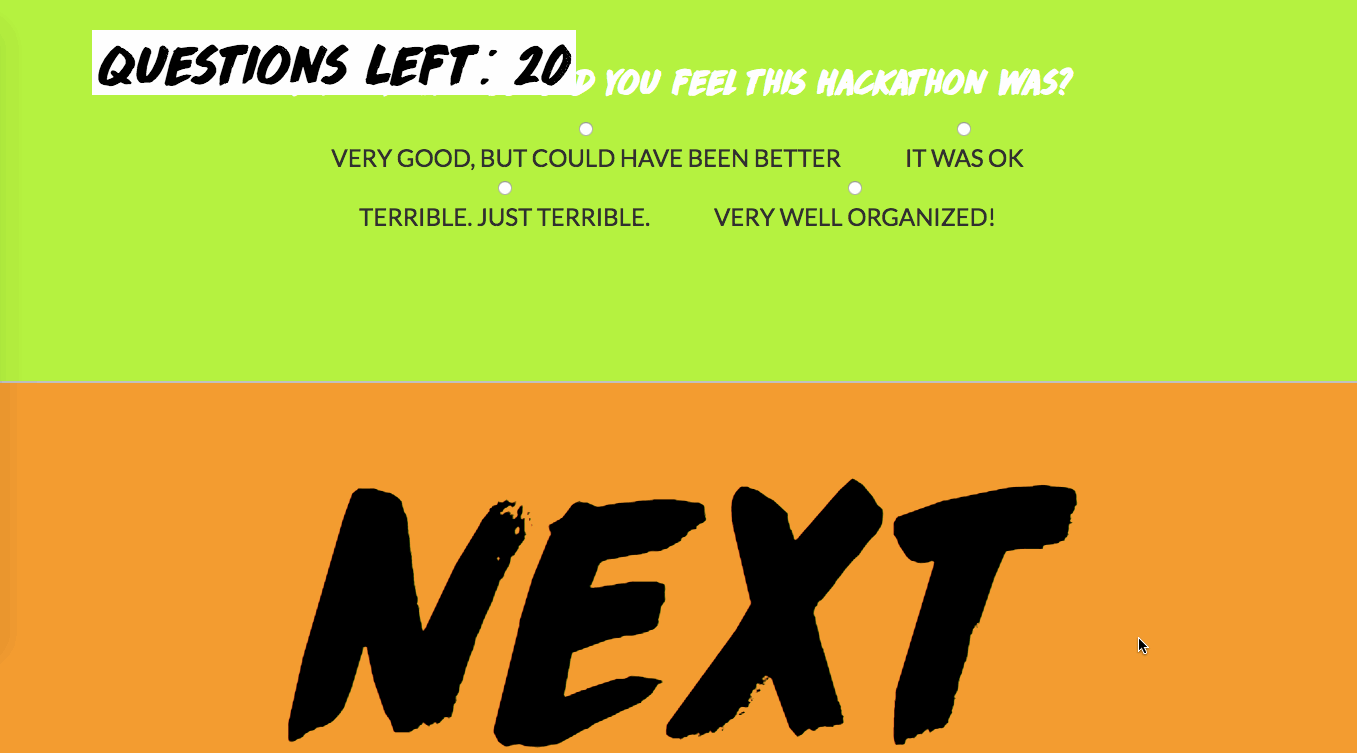 QUESTIONS LEFT: 20
YOU FEEL THIS HACKATHON WAS?
VERY GOOD, BUT COULD HAVE BEEN BETTER
IT WAS OK
TERRIBLE. JUST TERRIBLE.
VERY WELL ORGANIZED!
NEXT